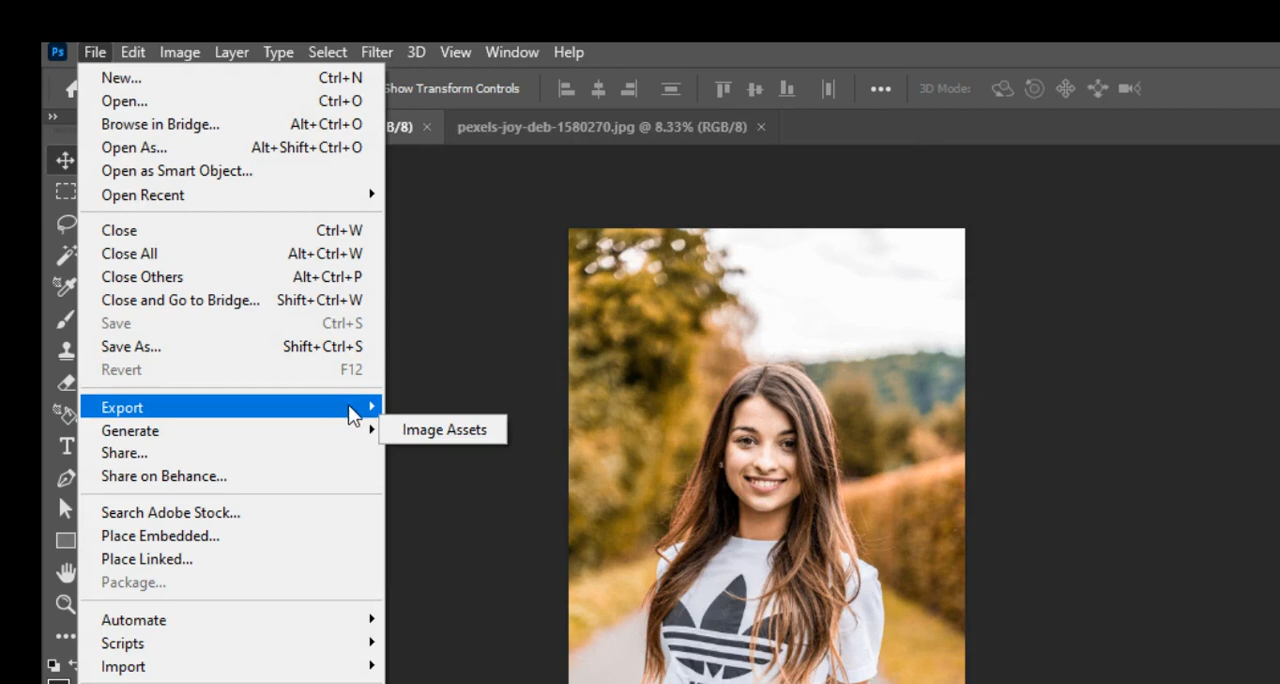 Ps File Edit Image Layer Type Select Filter 3D View Window Help
Show Transform Controls ••• 3D Mode:
B/8) × pexels-joy-deb-1580270.jpg @ 8.33% (RGB/8) ×
New... Ctrl+N
Open... Ctrl+O
Browse in Bridge... Alt+Ctrl+O
Open As... Alt+Shift+Ctrl+O
Open as Smart Object...
Open Recent
Close Ctrl+W
Close All Alt+Ctrl+W
Close Others Alt+Ctrl+P
Close and Go to Bridge... Shift+Ctrl+W
Save Ctrl+S
Save As... Shift+Ctrl+S
Revert F12
Export
Generate Image Assets
Share...
Share on Behance...
Search Adobe Stock...
Place Embedded...
Place Linked...
Package...
Automate
Scripts
Import